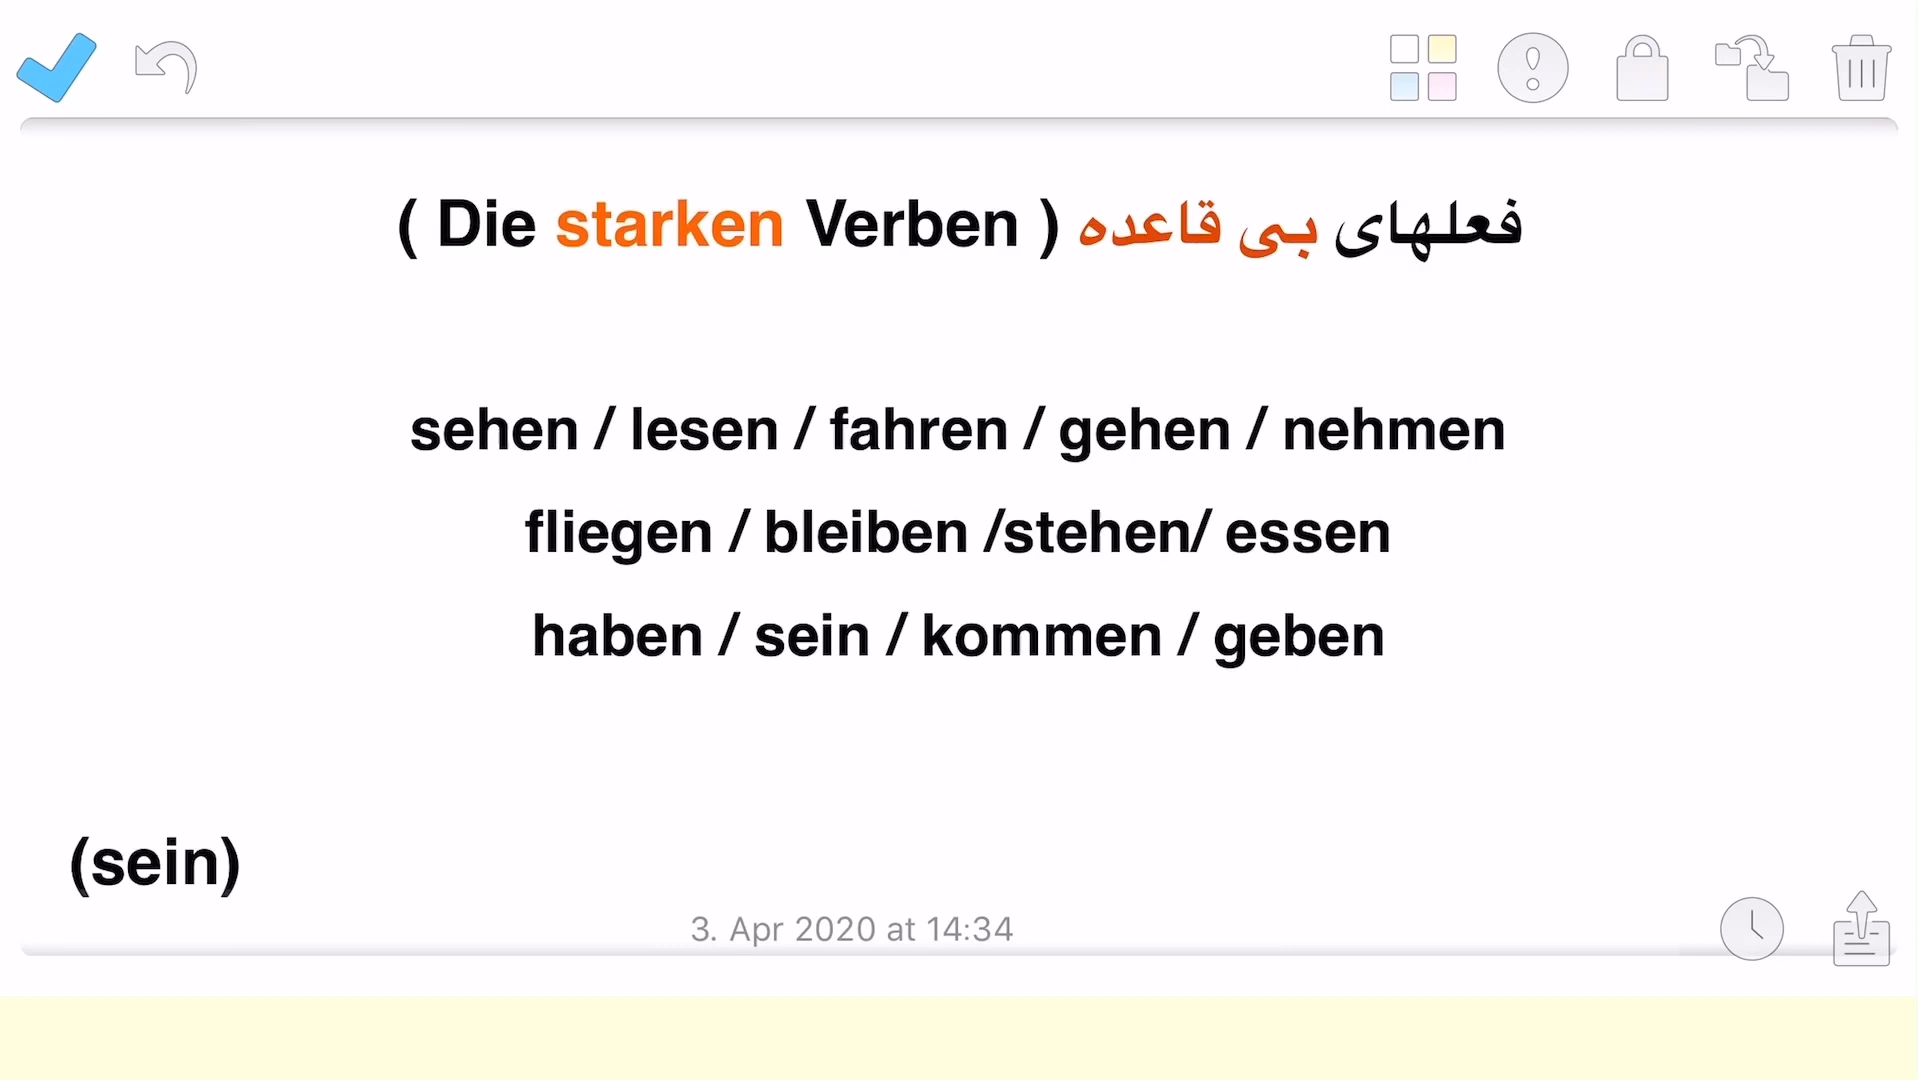 ( Die starken Verben ) فعلهای بی قاعده
sehen / lesen / fahren / gehen / nehmen
fliegen / bleiben /stehen/ essen
haben / sein / kommen / geben
(sein)
3. Apr 2020 at 14:34